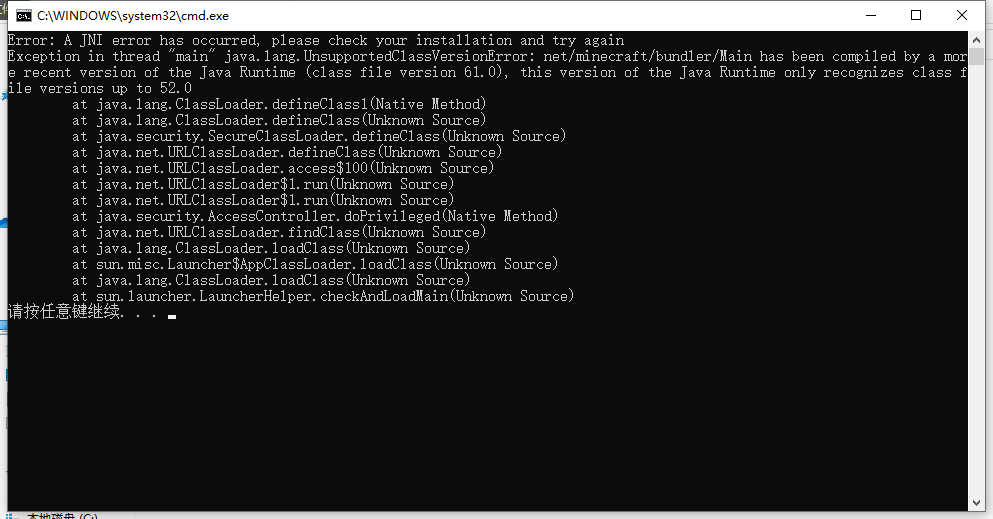 C:\WINDOWS\system32\cmd.exe
Error: A JNI error has occurred, please check your installation and try again
Exception in thread "main" java.lang.UnsupportedClassVersionError: net/minecraft/bundler/Main has been compiled by a mor
e recent version of the Java Runtime (class file version 61.0), this version of the Java Runtime only recognizes class f
ile versions up to 52.0
at java.lang.ClassLoader.defineClass1(Native Method)
at java.lang.ClassLoader.defineClass(Unknown Source)
at java.security.SecureClassLoader.defineClass(Unknown Source)
at java.net.URLClassLoader.defineClass(Unknown Source)
at java.net.URLClassLoader.access$100(Unknown Source)
at java.net.URLClassLoader$1.run(Unknown Source)
at java.net.URLClassLoader$1.run(Unknown Source)
at java.security.AccessController.doPrivileged(Native Method)
at java.net.URLClassLoader.findClass(Unknown Source)
at java.lang.ClassLoader.loadClass(Unknown Source)
at sun.misc.Launcher$AppClassLoader.loadClass(Unknown Source)
at java.lang.ClassLoader.loadClass(Unknown Source)
at sun.launcher.LauncherHelper.checkAndLoadMain(Unknown Source)
请按任意键继续. . .
本地磁盘 (C:)